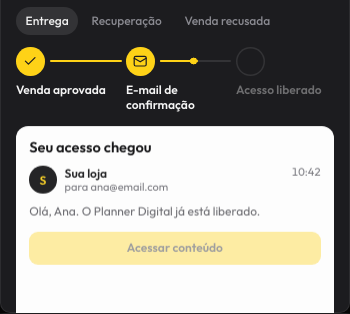 Entrega Recuperação Venda recusada
Venda aprovada E-mail de confirmação Acesso liberado
Seu acesso chegou
S Sua loja 10:42
para ana@email.com
Olá, Ana. O Planner Digital já está liberado.
Acessar conteúdo